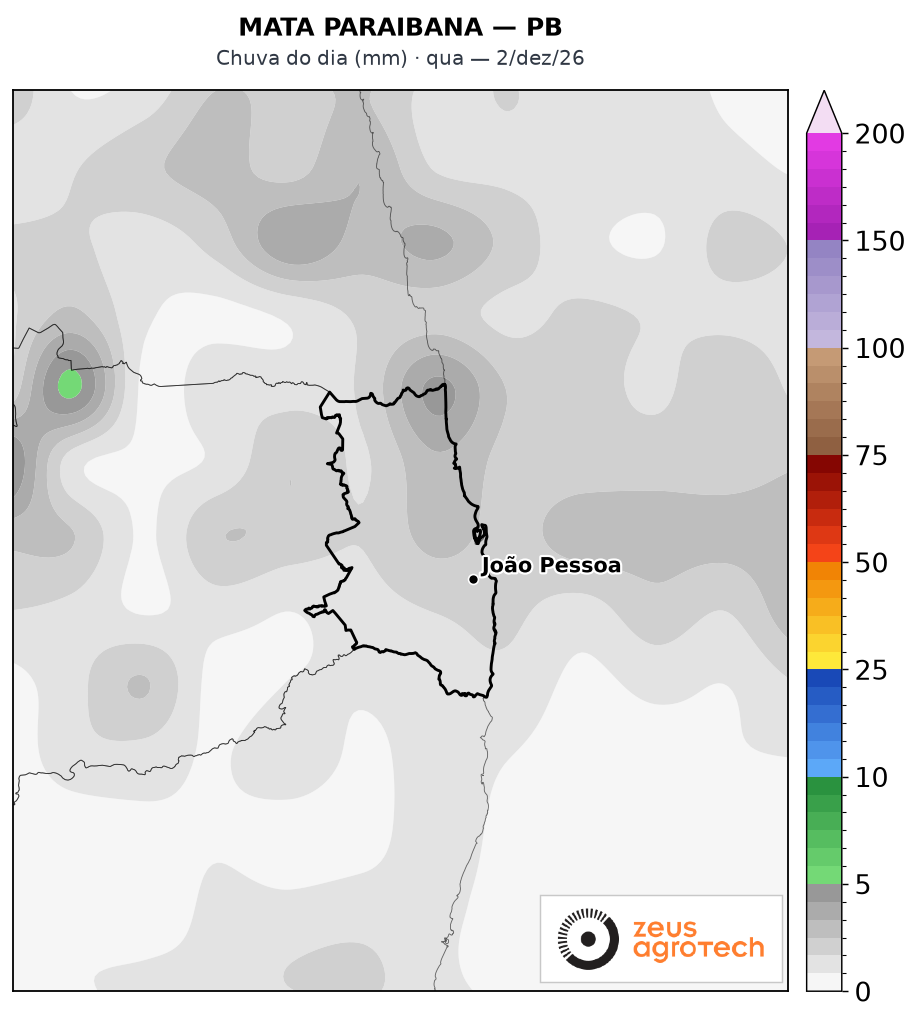 MATA PARAIBANA — PB
Chuva do dia (mm) · qua — 2/dez/26
200
150
100
75
50
25
10
5
0
João Pessoa
zeus
agrotech